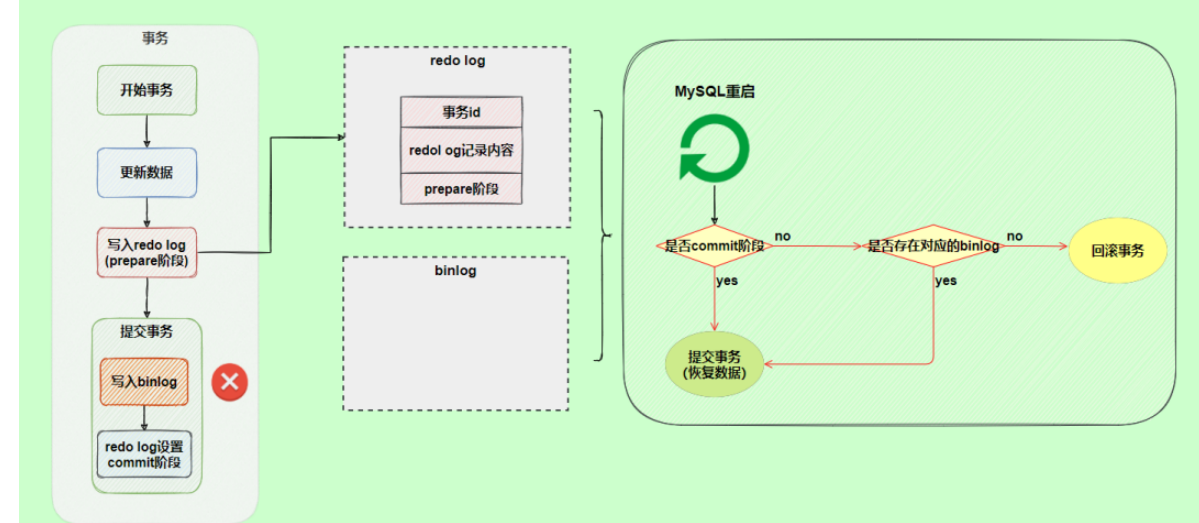 事务
开始事务
更新数据
写入redo log
(prepare阶段)
提交事务
写入binlog
redo log设置
commit阶段
redo log
事务id
redol og记录内容
prepare阶段
binlog
MySQL重启
是否commit阶段
no
是否存在对应的binlog
no
回滚事务
yes
yes
提交事务
(恢复数据)